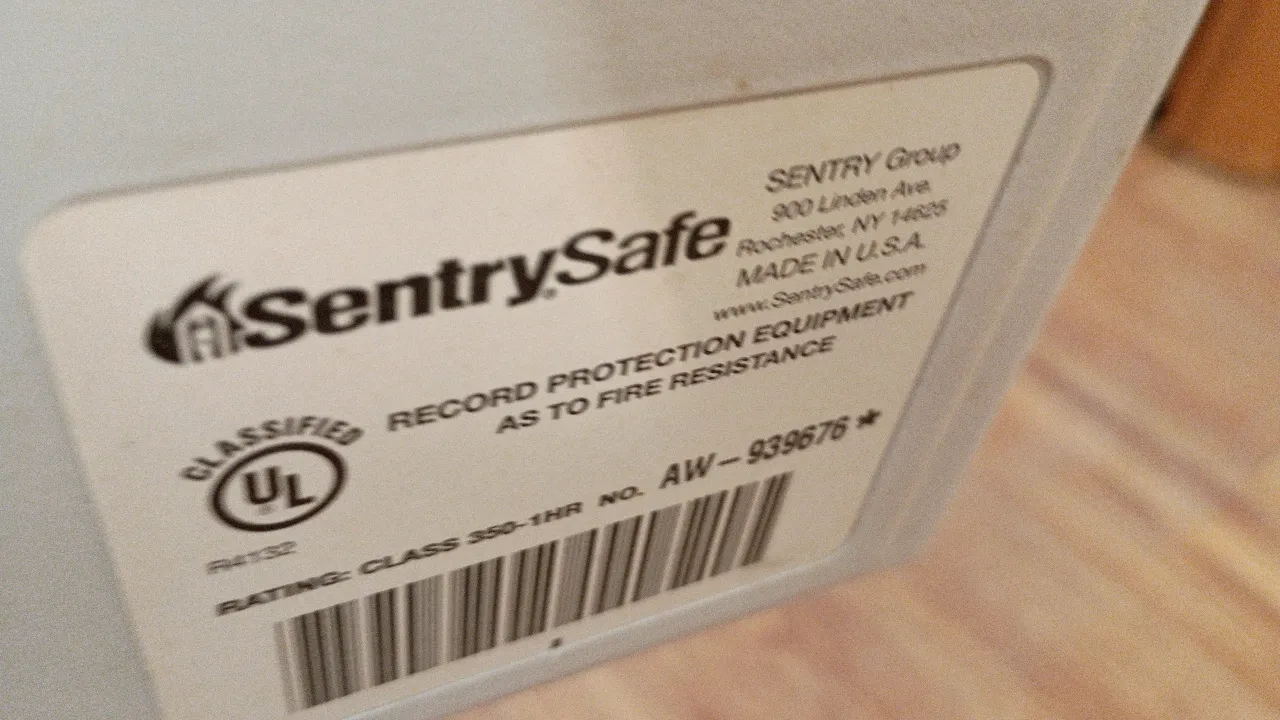 SentrySafe
SENTRY Group
900 Linden Ave.
Rochester, NY 14625
MADE IN U.S.A.
www.SentrySafe.com
RECORD PROTECTION EQUIPMENT
AS TO FIRE RESISTANCE
CLASSIFIED
UL
R4132
RATING: CLASS 350-1HR NO. AW-939676*